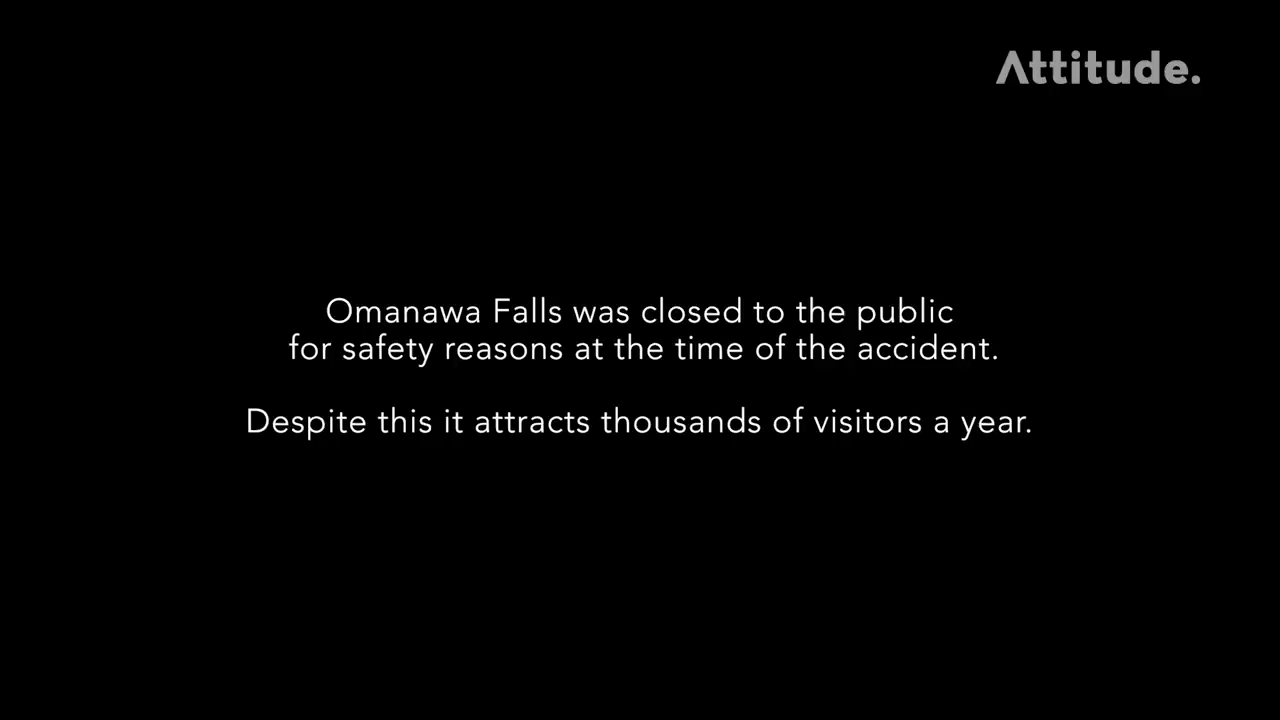 Attitude.
Omanawa Falls was closed to the public
for safety reasons at the time of the accident.
Despite this it attracts thousands of visitors a year.